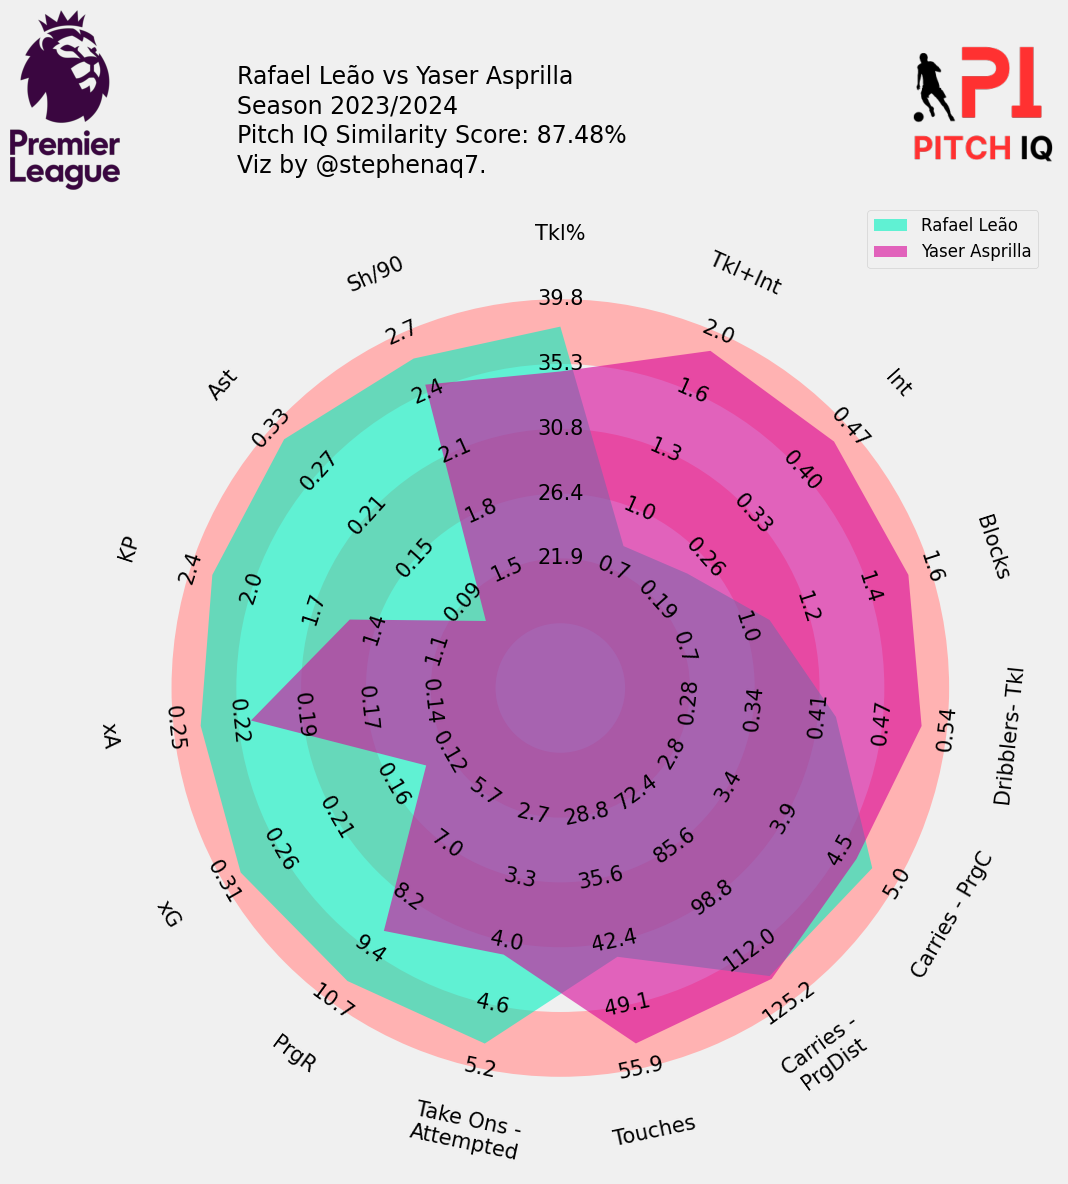 Premier
League
Rafael Leão vs Yaser Asprilla
Season 2023/2024
Pitch IQ Similarity Score: 87.48%
Viz by @stephenaq7.
PI
PITCH IQ
Rafael Leão
Yaser Asprilla
Tkl%
39.8
35.3
30.8
26.4
21.9
Tkl+Int
2.0
1.6
1.3
1.0
0.7
Int
0.47
0.40
0.33
0.26
0.19
Blocks
1.6
1.4
1.2
1.0
0.7
Dribblers- Tkl
0.54
0.47
0.41
0.34
0.28
Carries - PrgC
5.0
4.5
3.9
3.4
2.8
Carries -
PrgDist
125.2
112.0
98.8
85.6
72.4
Touches
55.9
49.1
42.4
35.6
28.8
Take Ons -
Attempted
5.2
4.6
4.0
3.3
2.7
PrgR
10.7
9.4
8.2
7.0
5.7
xG
0.31
0.26
0.21
0.16
0.12
xA
0.25
0.22
0.19
0.17
0.14
KP
2.4
2.0
1.7
1.4
1.1
Ast
0.33
0.27
0.21
0.15
0.09
Sh/90
2.7
2.4
2.1
1.8
1.5